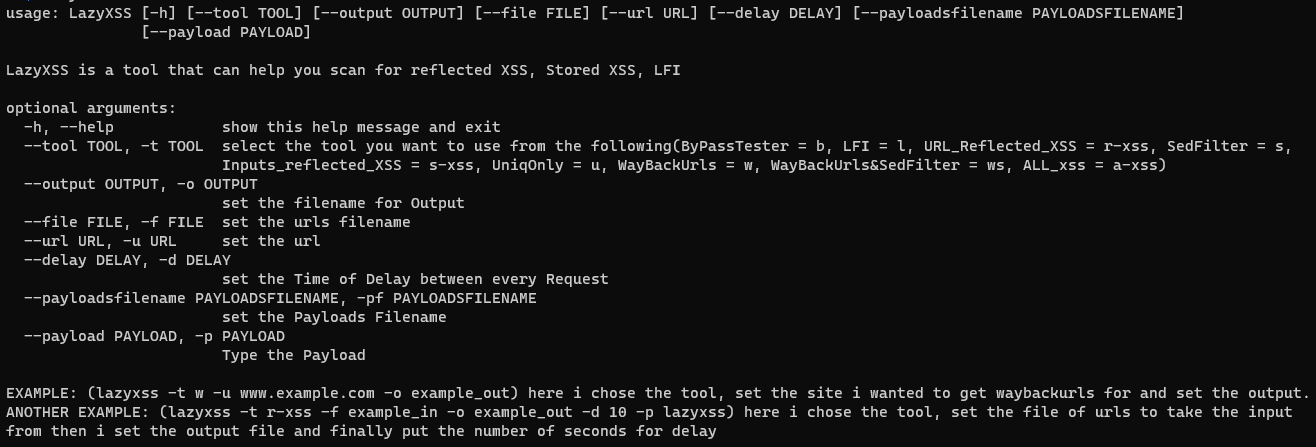 usage: LazyXSS [-h] [--tool TOOL] [--output OUTPUT] [--file FILE] [--url URL] [--delay DELAY] [--payloadsfilename PAYLOADSFILENAME]
               [--payload PAYLOAD]

LazyXSS is a tool that can help you scan for reflected XSS, Stored XSS, LFI

optional arguments:
  -h, --help            show this help message and exit
  --tool TOOL, -t TOOL  select the tool you want to use from the following(ByPassTester = b, LFI = l, URL_Reflected_XSS = r-xss, SedFilter = s,
                        Inputs_reflected_XSS = s-xss, UniqOnly = u, WayBackUrls = w, WayBackUrls&SedFilter = ws, ALL_xss = a-xss)
  --output OUTPUT, -o OUTPUT
                        set the filename for Output
  --file FILE, -f FILE  set the urls filename
  --url URL, -u URL     set the url
  --delay DELAY, -d DELAY
                        set the Time of Delay between every Request
  --payloadsfilename PAYLOADSFILENAME, -pf PAYLOADSFILENAME
                        set the Payloads Filename
  --payload PAYLOAD, -p PAYLOAD
                        Type the Payload

EXAMPLE: (lazyxss -t w -u www.example.com -o example_out) here i chose the tool, set the site i wanted to get waybackurls for and set the output.
ANOTHER EXAMPLE: (lazyxss -t r-xss -f example_in -o example_out -d 10 -p lazyxss) here i chose the tool, set the file of urls to take the input
from then i set the output file and finally put the number of seconds for delay